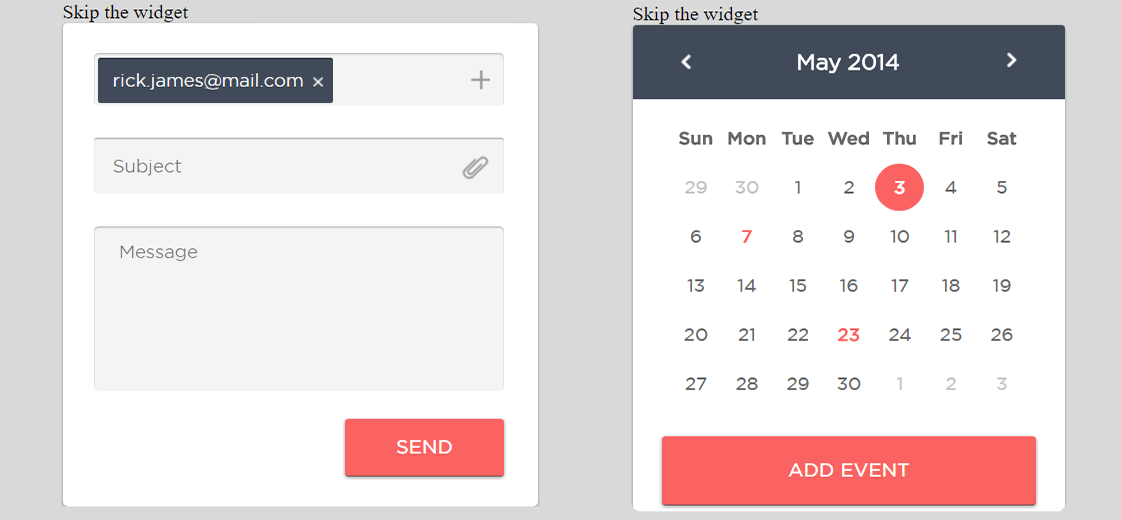 Skip the widget
rick.james@mail.com ×
Subject
Message
SEND
Skip the widget
May 2014
Sun Mon Tue Wed Thu Fri Sat
29 30 1 2 3 4 5
6 7 8 9 10 11 12
13 14 15 16 17 18 19
20 21 22 23 24 25 26
27 28 29 30 1 2 3
ADD EVENT